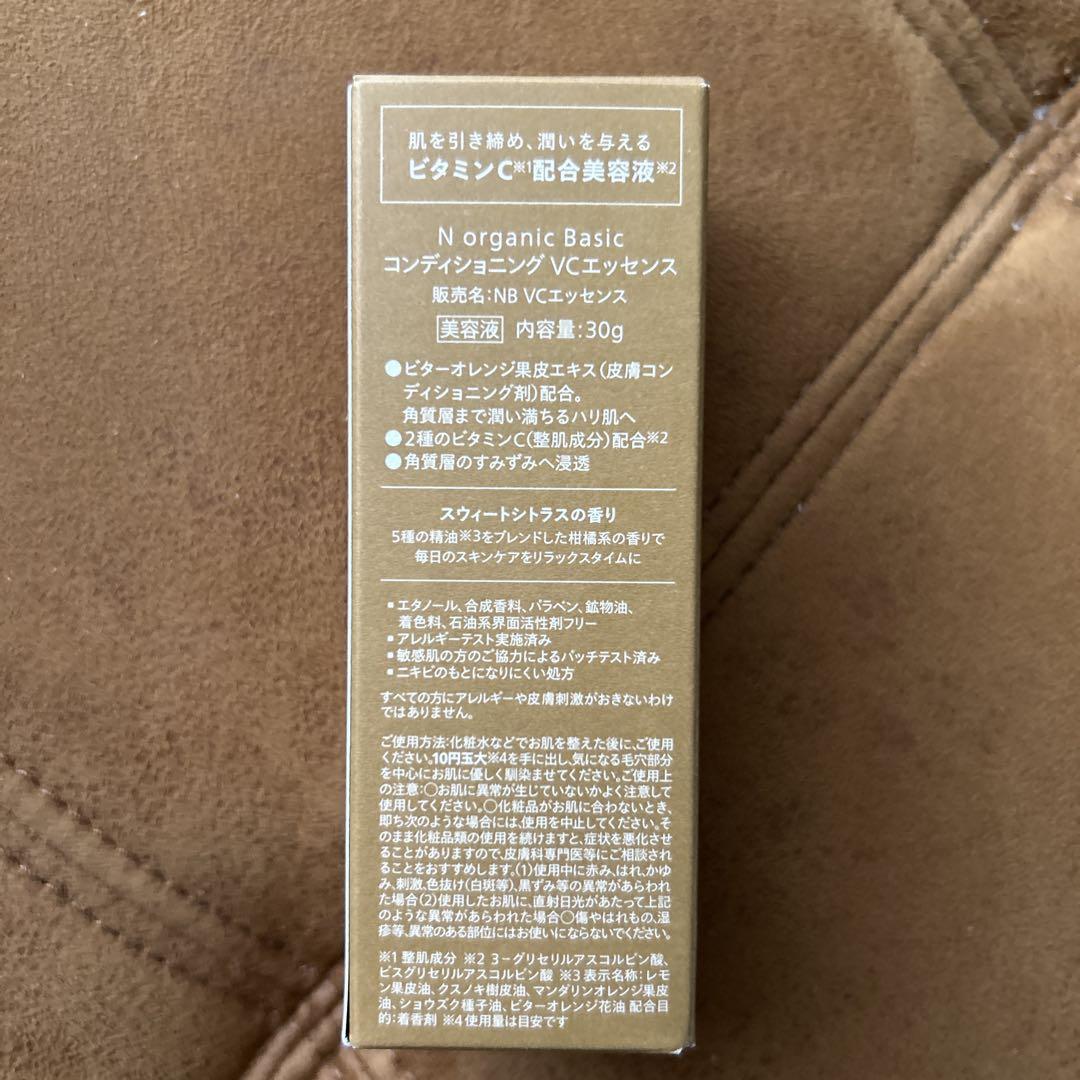 肌を引き締め、潤いを与える
ビタミンC※1配合美容液※2
N organic Basic
コンディショニング VCエッセンス
販売名:NB VCエッセンス
美容液 内容量:30g
●ビターオレンジ果皮エキス(皮膚コン
ディショニング剤)配合。
角質層まで潤い満ちるハリ肌へ
●2種のビタミンC(整肌成分)配合※2
●角質層のすみずみへ浸透
スウィートシトラスの香り
5種の精油※3をブレンドした柑橘系の香りで
毎日のスキンケアをリラックスタイムに
▪エタノール、合成香料、パラベン、鉱物油、
着色料、石油系界面活性剤フリー
▪アレルギーテスト実施済み
▪敏感肌の方のご協力によるパッチテスト済み
▪ニキビのもとになりにくい処方
すべての方にアレルギーや皮膚刺激がおきないわけ
ではありません。
ご使用方法:化粧水などでお肌を整えた後に、ご使用
ください。10円玉大※4を手に出し、気になる毛穴部分
を中心にお肌に優しく馴染ませてください。ご使用上
の注意:○お肌に異常が生じていないかよく注意して
使用してください。○化粧品がお肌に合わないとき、
即ち次のような場合には、使用を中止してください。そ
のまま化粧品類の使用を続けますと、症状を悪化させ
ることがありますので、皮膚科専門医等にご相談され
ることをおすすめします。(1)使用中に赤み、はれ、かゆ
み、刺激、色抜け(白斑等)、黒ずみ等の異常があらわれ
た場合(2)使用したお肌に、直射日光があたって上記
のような異常があらわれた場合○傷やはれもの、湿
疹等、異常のある部位にはお使いにならないでください。
※1 整肌成分 ※2 3-グリセリルアスコルビン酸、
ビスグリセリルアスコルビン酸 ※3 表示名称:レモ
ン果皮油、クスノキ樹皮油、マンダリンオレンジ果皮
油、ショウズク種子油、ビターオレンジ花油 配合目
的:着香剤 ※4 使用量は目安です